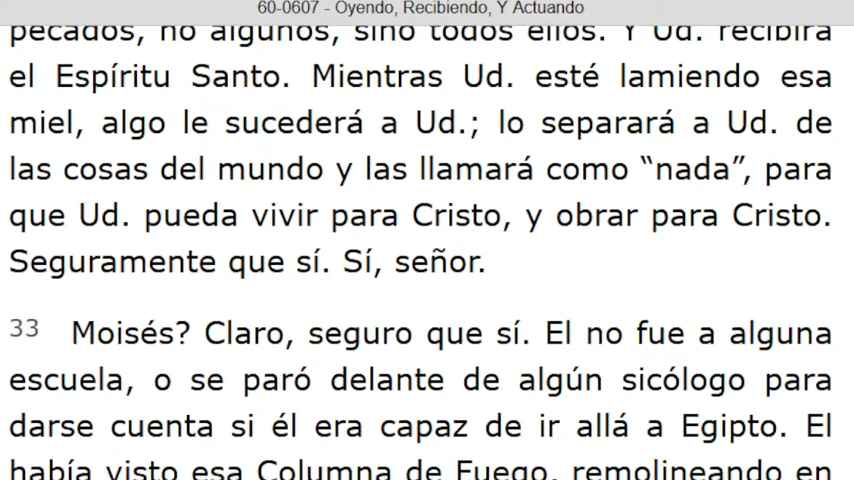 60-0607 - Oyendo, Recibiendo, Y Actuando
pecados, no algunos, sino todos ellos. Y Ud. recibirá
el Espíritu Santo. Mientras Ud. esté lamiendo esa
miel, algo le sucederá a Ud.; lo separará a Ud. de
las cosas del mundo y las llamará como “nada”, para
que Ud. pueda vivir para Cristo, y obrar para Cristo.
Seguramente que sí. Sí, señor.
33 Moisés? Claro, seguro que sí. El no fue a alguna
escuela, o se paró delante de algún sicólogo para
darse cuenta si él era capaz de ir allá a Egipto. El
había visto esa Columna de Fuego, remolineando en